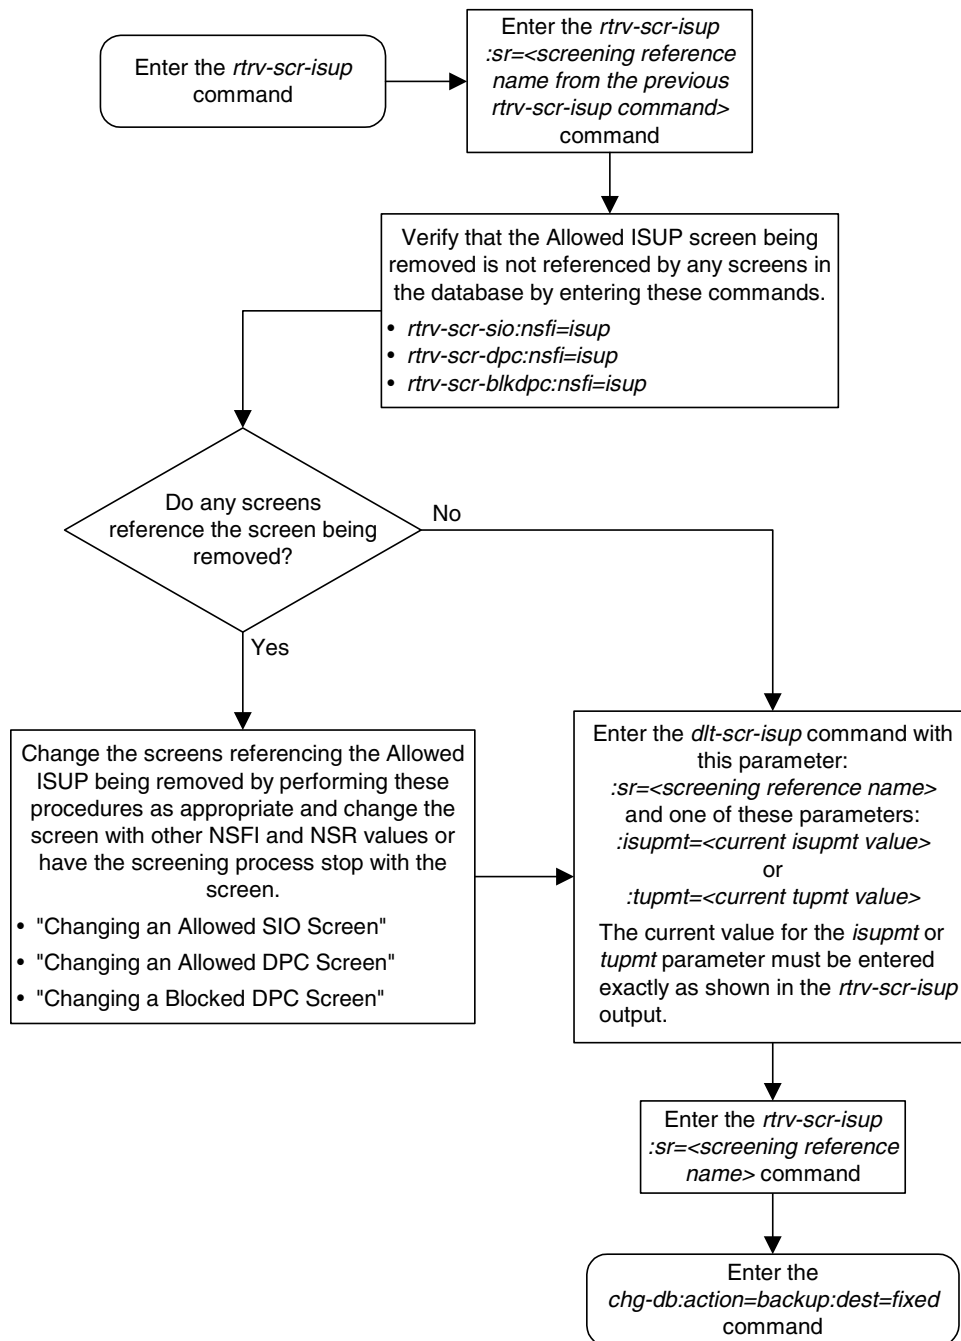 Enter the rtrv-scr-isup
command
Enter the rtrv-scr-isup
:sr=<screening reference
name from the previous
rtrv-scr-isup command>
command
Verify that the Allowed ISUP screen being
removed is not referenced by any screens in
the database by entering these commands.
• rtrv-scr-sio:nsfi=isup
• rtrv-scr-dpc:nsfi=isup
• rtrv-scr-blkdpc:nsfi=isup
Do any screens
reference the screen being
removed?
No
Yes
Change the screens referencing the Allowed
ISUP being removed by performing these
procedures as appropriate and change the
screen with other NSFI and NSR values or
have the screening process stop with the
screen.
• "Changing an Allowed SIO Screen"
• "Changing an Allowed DPC Screen"
• "Changing a Blocked DPC Screen"
Enter the dlt-scr-isup command with
this parameter:
:sr=<screening reference name>
and one of these parameters:
:isupmt=<current isupmt value>
or
:tupmt=<current tupmt value>
The current value for the isupmt or
tupmt parameter must be entered
exactly as shown in the rtrv-scr-isup
output.
Enter the rtrv-scr-isup
:sr=<screening reference
name> command
Enter the
chg-db:action=backup:dest=fixed
command